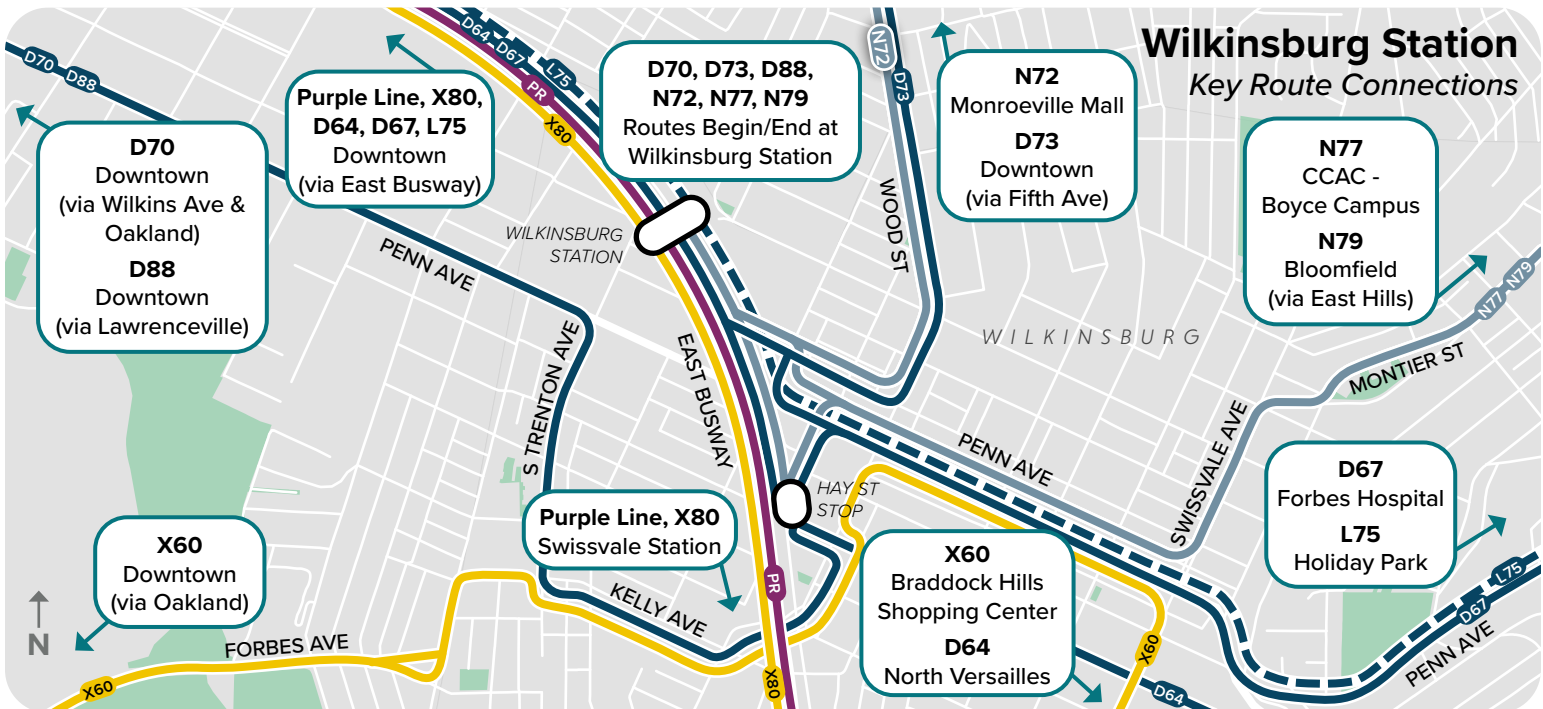 Wilkinsburg Station
Key Route Connections
D70
D88
D64
D67
L75
PR
X80
N72
D73
D70
Downtown
(via Wilkins Ave &
Oakland)
D88
Downtown
(via Lawrenceville)
Purple Line, X80,
D64, D67, L75
Downtown
(via East Busway)
D70, D73, D88,
N72, N77, N79
Routes Begin/End at
Wilkinsburg Station
N72
Monroeville Mall
D73
Downtown
(via Fifth Ave)
N77
CCAC -
Boyce Campus
N79
Bloomfield
(via East Hills)
WILKINSBURG
STATION
PENN AVE
WOOD ST
WILKINSBURG
N77
N79
MONTIER ST
S TRENTON AVE
EAST BUSWAY
PENN AVE
SWISSVALE AVE
HAY ST
STOP
Purple Line, X80
Swissvale Station
D67
Forbes Hospital
L75
Holiday Park
X60
Downtown
(via Oakland)
X60
Braddock Hills
Shopping Center
D64
North Versailles
PR
KELLY AVE
FORBES AVE
N
X60
X80
X60
D64
L75
D67
PENN AVE